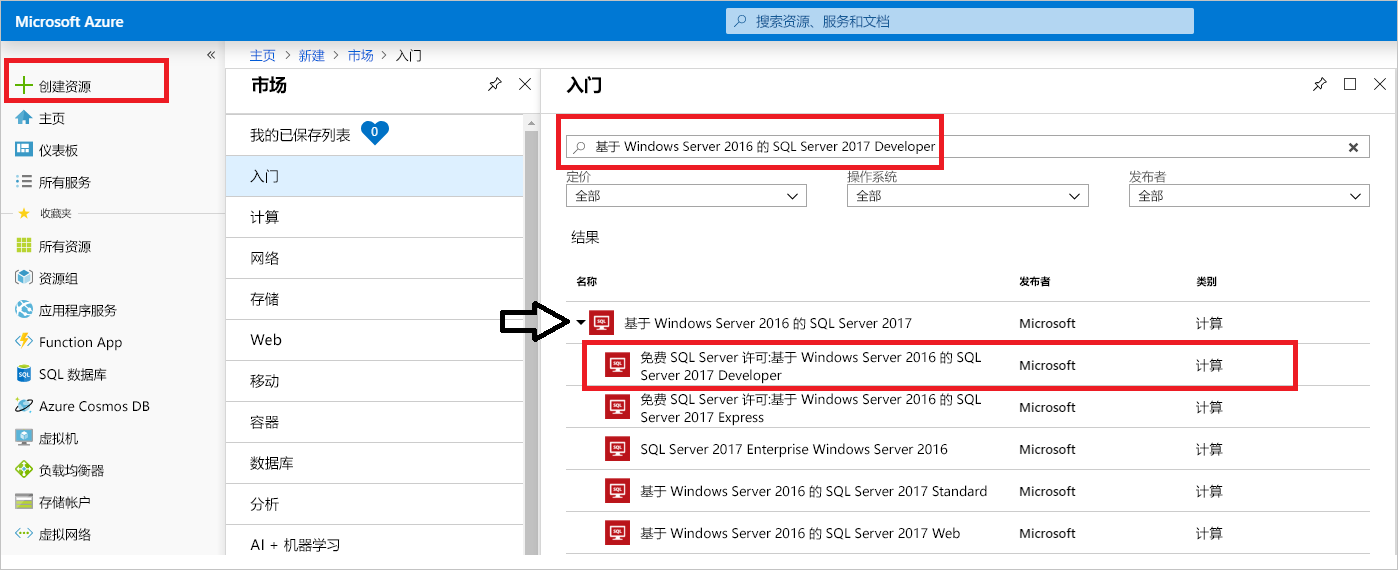 Microsoft Azure
搜索资源、服务和文档
«
创建资源
主页
仪表板
所有服务
收藏夹
所有资源
资源组
应用程序服务
Function App
SQL 数据库
Azure Cosmos DB
虚拟机
负载均衡器
存储帐户
虚拟网络
主页 > 新建 > 市场 > 入门
市场
我的已保存列表 0
入门
计算
网络
存储
Web
移动
容器
数据库
分析
AI + 机器学习
入门
基于 Windows Server 2016 的 SQL Server 2017 Developer
定价 操作系统 发布者
全部 全部 全部
结果
名称 发布者 类别
SQL 基于 Windows Server 2016 的 SQL Server 2017 Microsoft 计算
SQL 免费 SQL Server 许可:基于 Windows Server 2016 的 SQL
Server 2017 Developer Microsoft 计算
SQL 免费 SQL Server 许可:基于 Windows Server 2016 的 SQL
Server 2017 Express Microsoft 计算
SQL SQL Server 2017 Enterprise Windows Server 2016 Microsoft 计算
SQL 基于 Windows Server 2016 的 SQL Server 2017 Standard Microsoft 计算
SQL 基于 Windows Server 2016 的 SQL Server 2017 Web Microsoft 计算